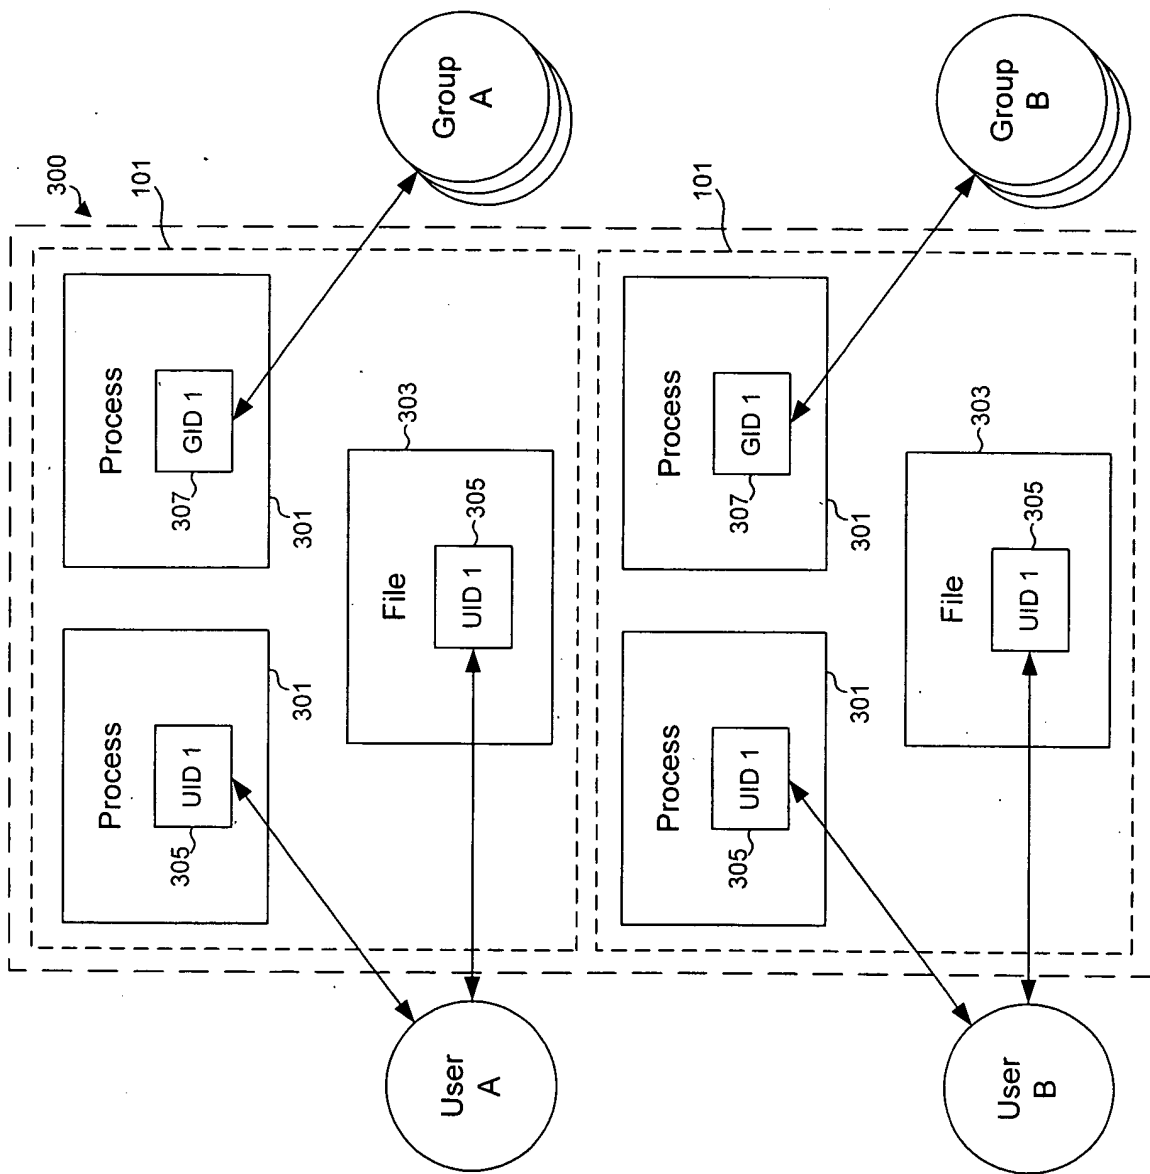 300
101
Process
305
UID 1
301
Process
307
GID 1
301
303
File
UID 1
305
User
A
Group
A
101
Process
305
UID 1
301
Process
307
GID 1
301
303
File
UID 1
305
User
B
Group
B